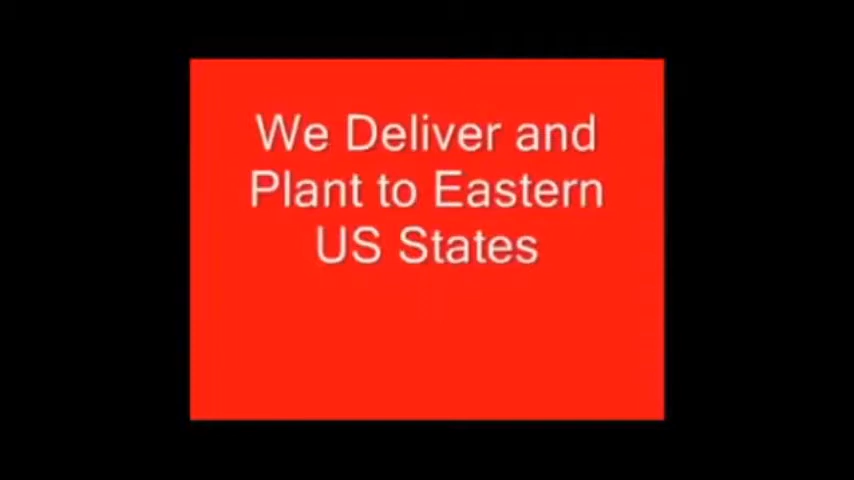 We Deliver and
Plant to Eastern
US States